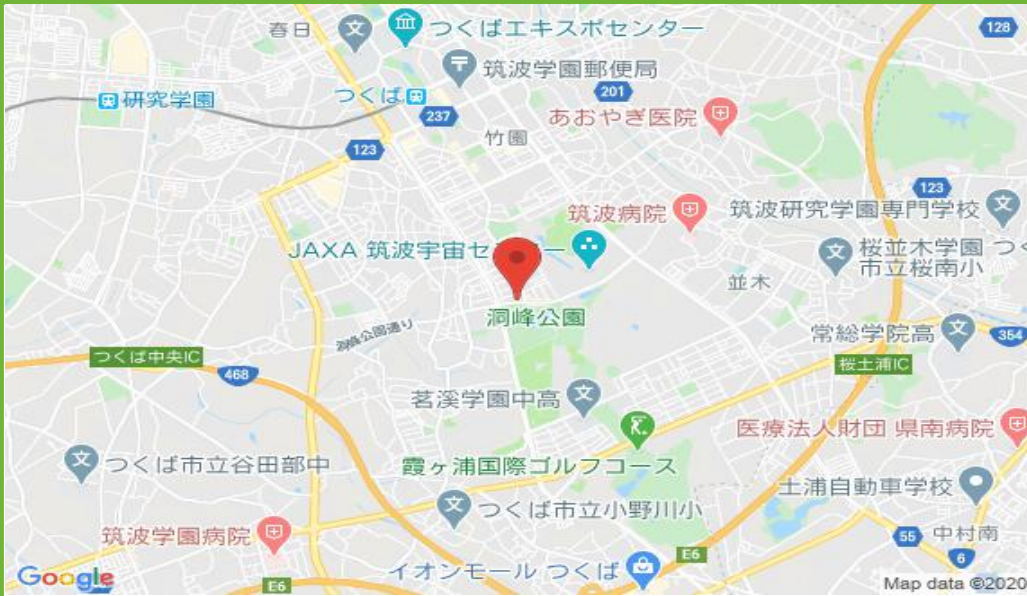 春日
つくばエキスポセンター
128
筑波学園郵便局
研究学園
つくば
201
237
あおやぎ医院
竹園
123
123
筑波病院
筑波研究学園専門学校
JAXA 筑波宇宙セ
桜並木学園 つく
市立桜南小
並木
洞峰公園
洞峰公園通り
常総学院高
354
つくば中央IC
桜土浦IC
468
茗溪学園中高
医療法人財団 県南病院
霞ヶ浦国際ゴルフコース
つくば市立谷田部中
土浦自動車学校
つくば市立小野川小
筑波学園病院
55
中村南
E6
6
イオンモール つくば
Google
E6
Map data ©2020